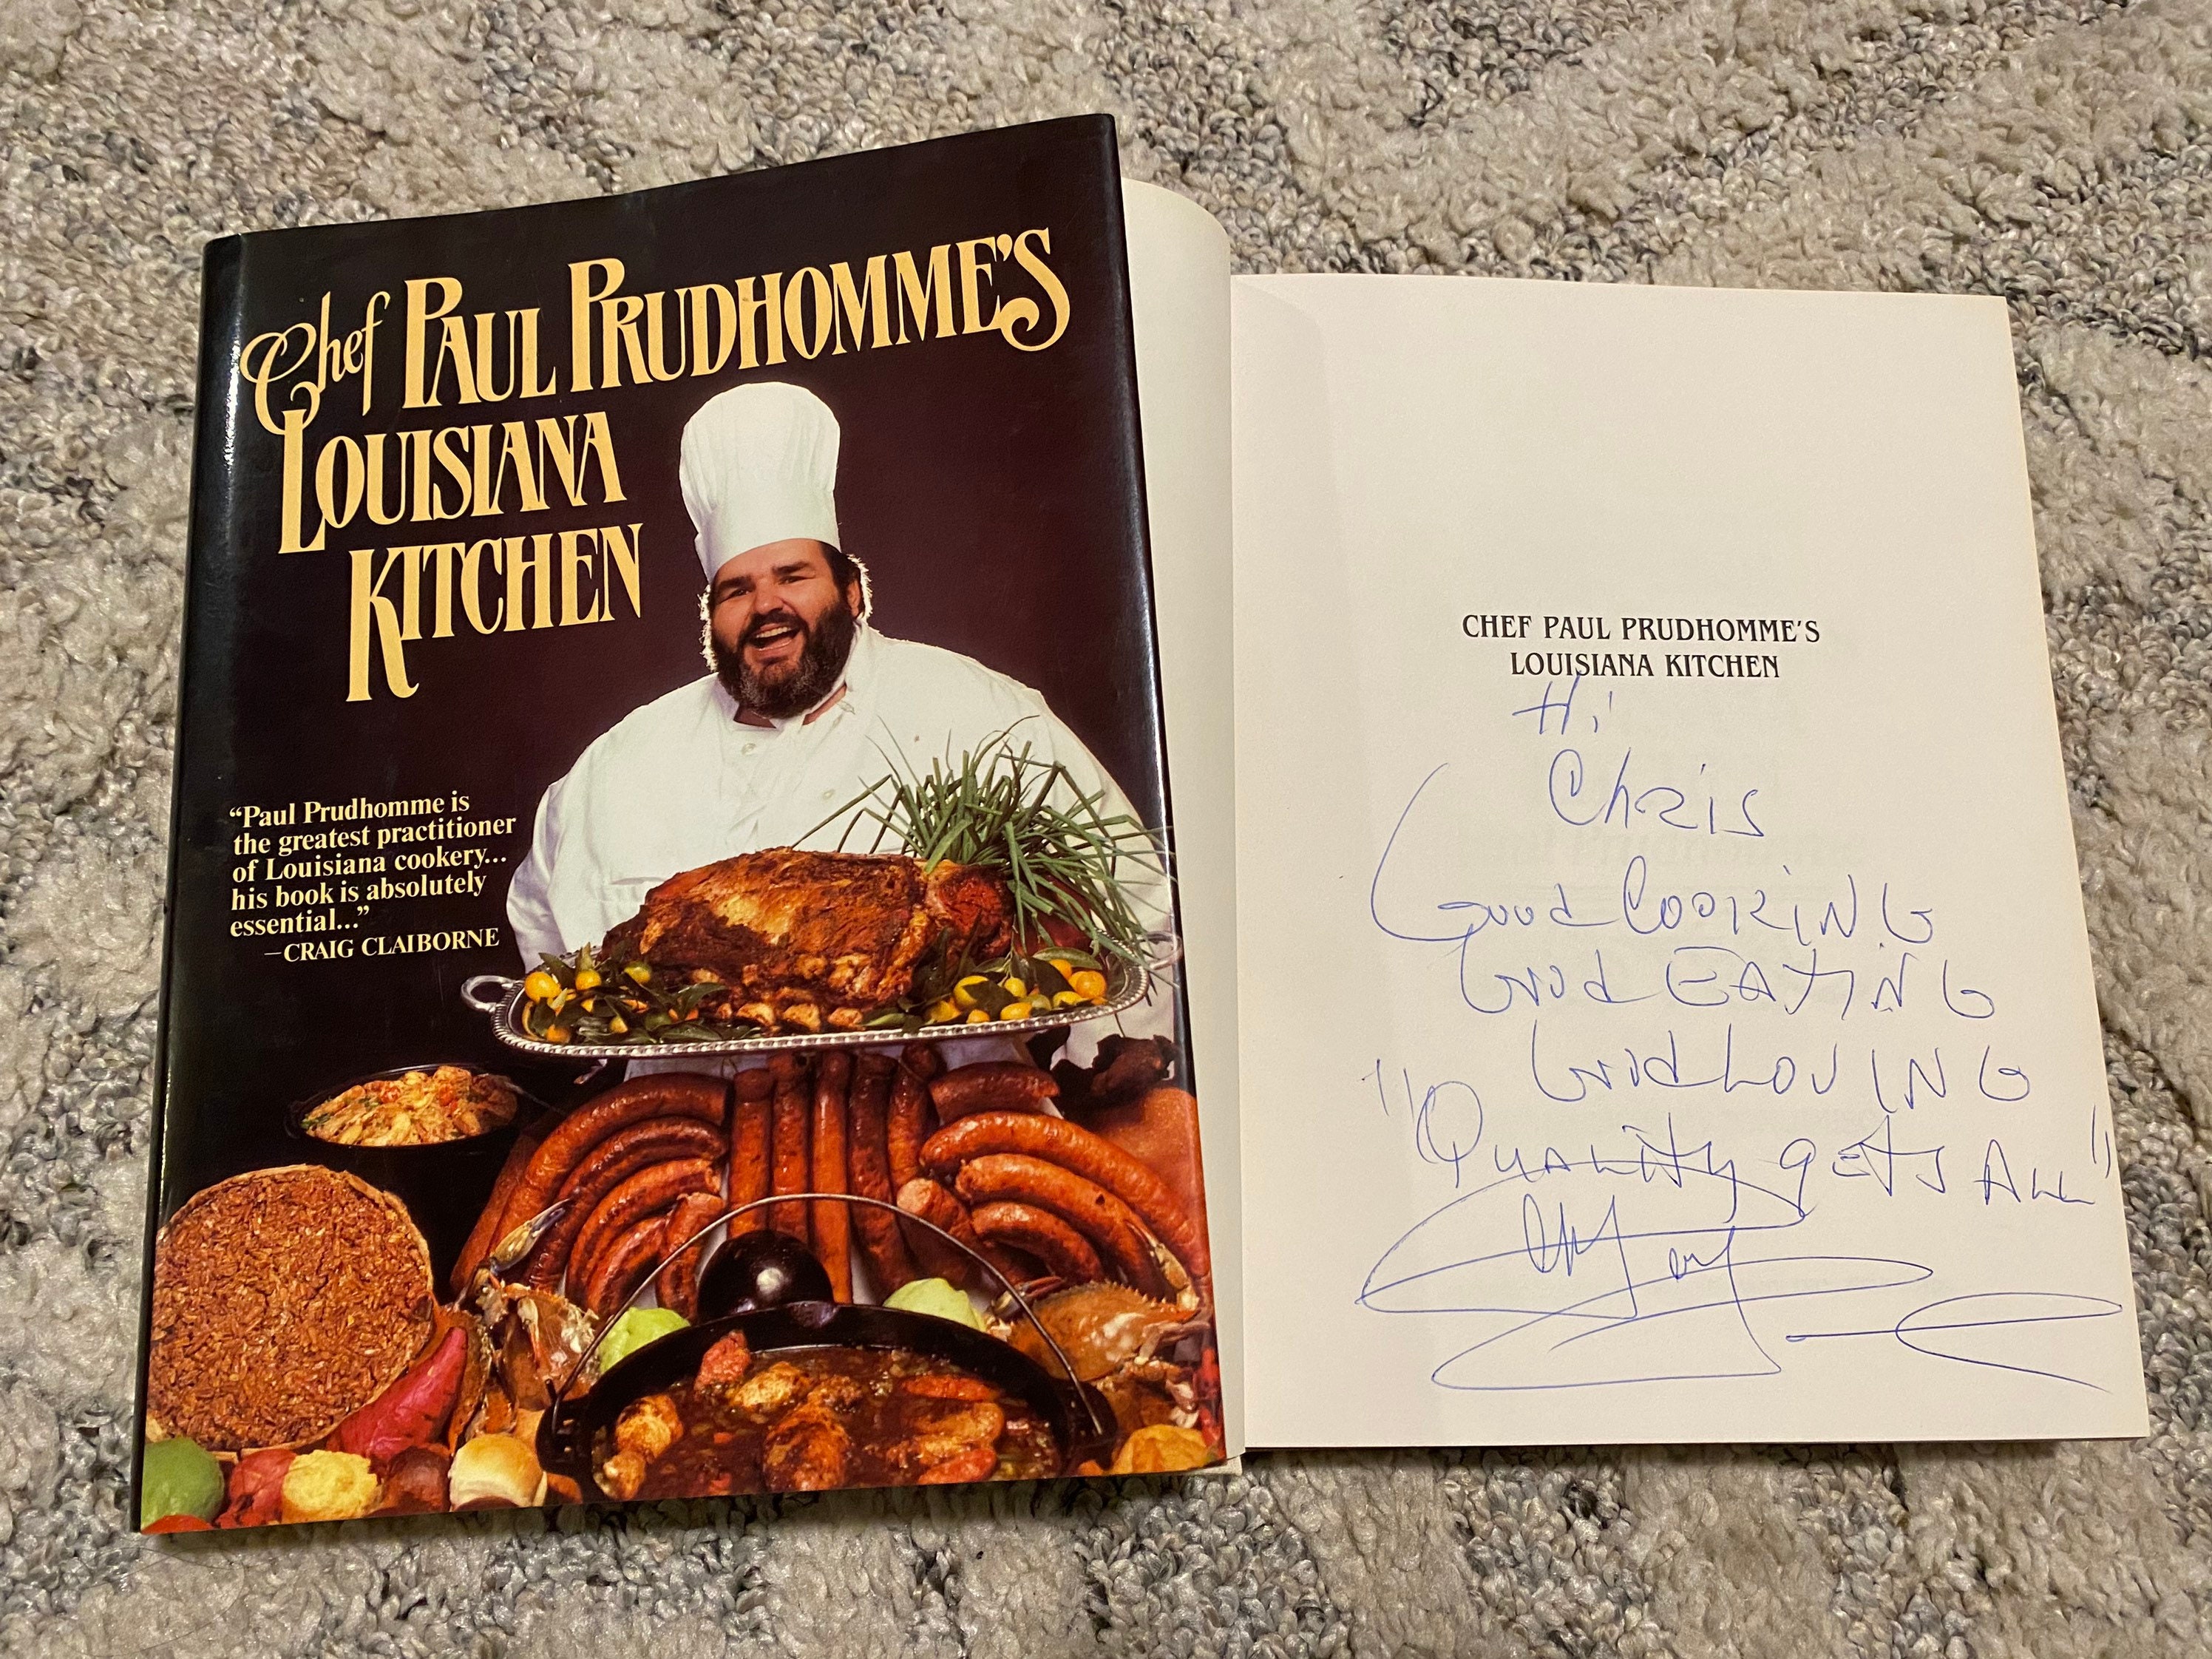 Chef PAUL PRUDHOMME'S
LOUISIANA
KITCHEN
“Paul Prudhomme is
the greatest practitioner
of Louisiana cookery...
his book is absolutely
essential...”
—CRAIG CLAIBORNE
CHEF PAUL PRUDHOMME'S
LOUISIANA KITCHEN
Hi
Chris
Good COOKING
Good EATING
Good LOVING
"QUALITY gETS ALL"